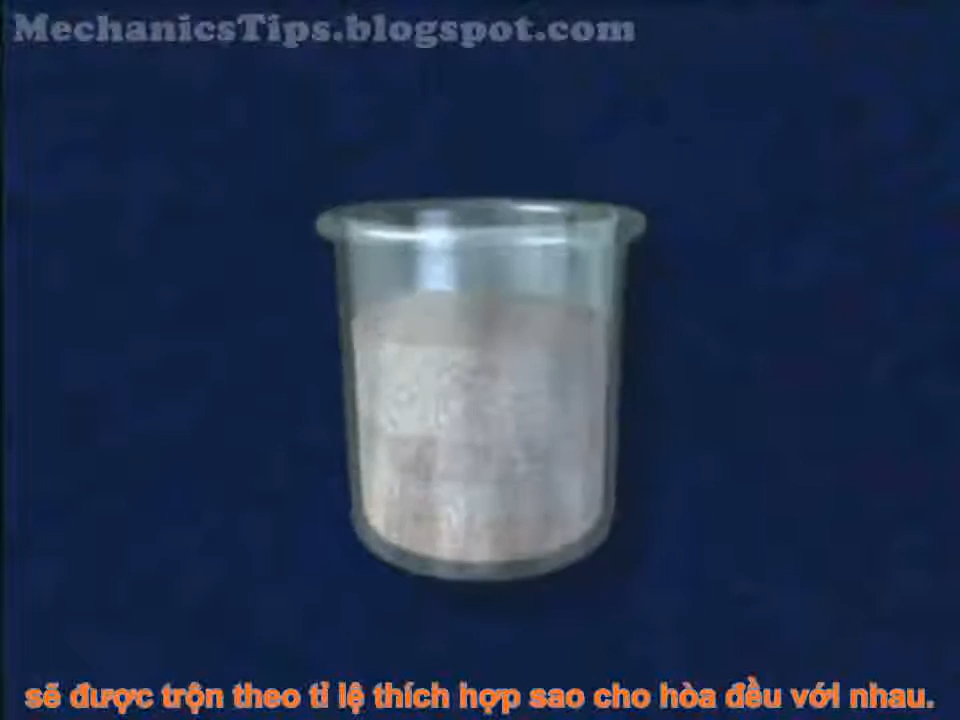 MechanicsTips.blogspot.com
sẽ được trộn theo tỉ lệ thích hợp sao cho hòa đều với nhau.